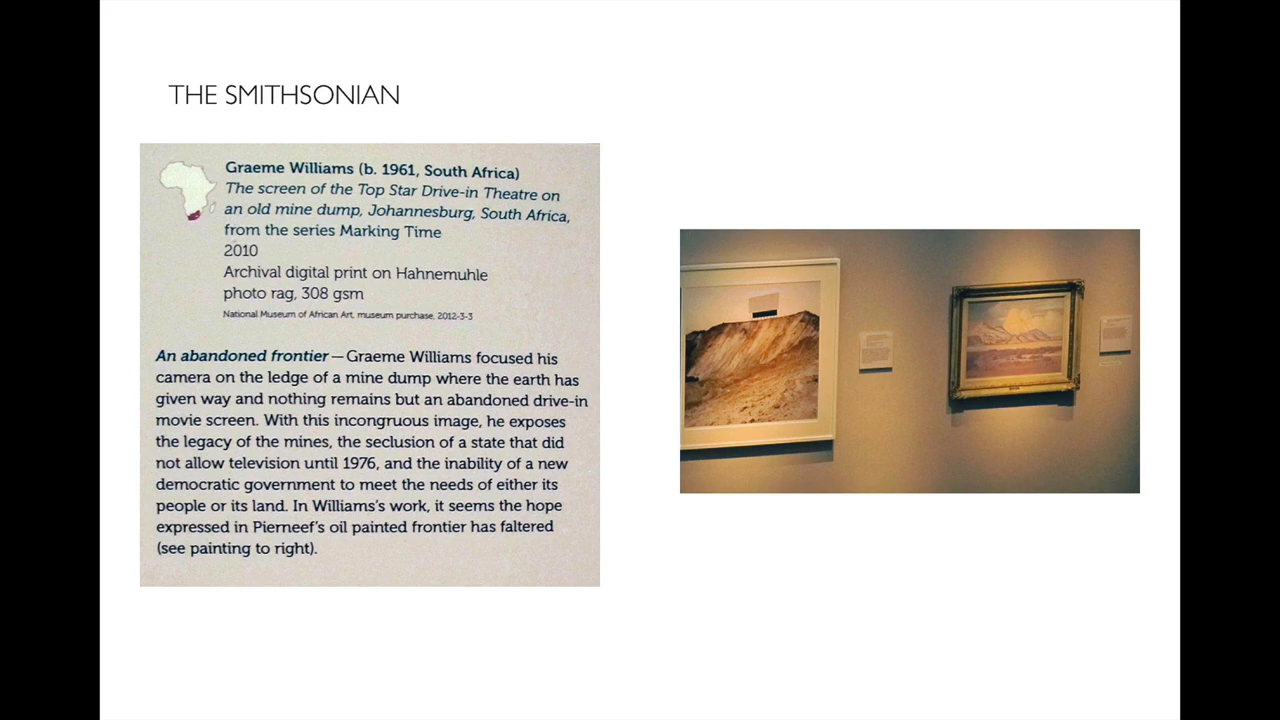 THE SMITHSONIAN
Graeme Williams (b. 1961, South Africa)
The screen of the Top Star Drive-in Theatre on
an old mine dump, Johannesburg, South Africa,
from the series Marking Time
2010
Archival digital print on Hahnemuhle
photo rag, 308 gsm
National Museum of African Art, museum purchase, 2012-3-3
An abandoned frontier—Graeme Williams focused his
camera on the ledge of a mine dump where the earth has
given way and nothing remains but an abandoned drive-in
movie screen. With this incongruous image, he exposes
the legacy of the mines, the seclusion of a state that did
not allow television until 1976, and the inability of a new
democratic government to meet the needs of either its
people or its land. In Williams's work, it seems the hope
expressed in Pierneef's oil painted frontier has faltered
(see painting to right).